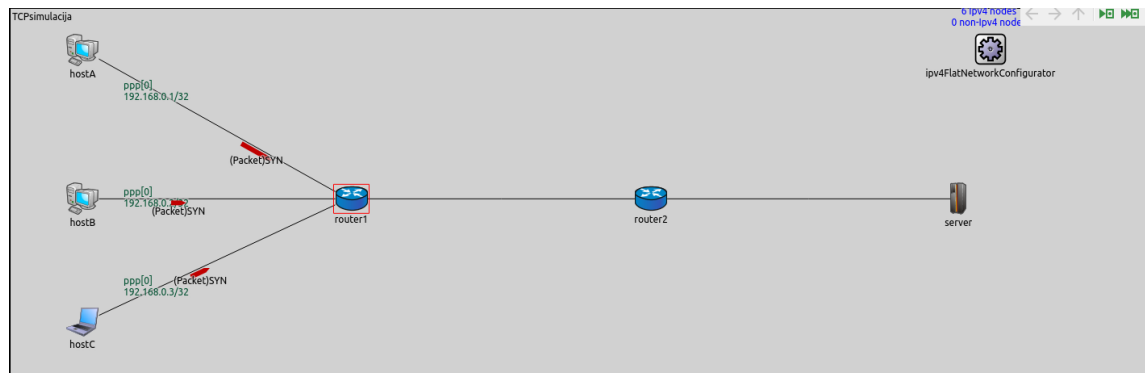 TCPsimulacija
6 ipv4 nodes
0 non-ipv4 node
ipv4FlatNetworkConfigurator
hostA
ppp[0]
192.168.0.1/32
(Packet)SYN
ppp[0]
(Packet)SYN
hostB
router1
router2
server
ppp[0]
(Packet)SYN
192.168.0.3/32
hostC